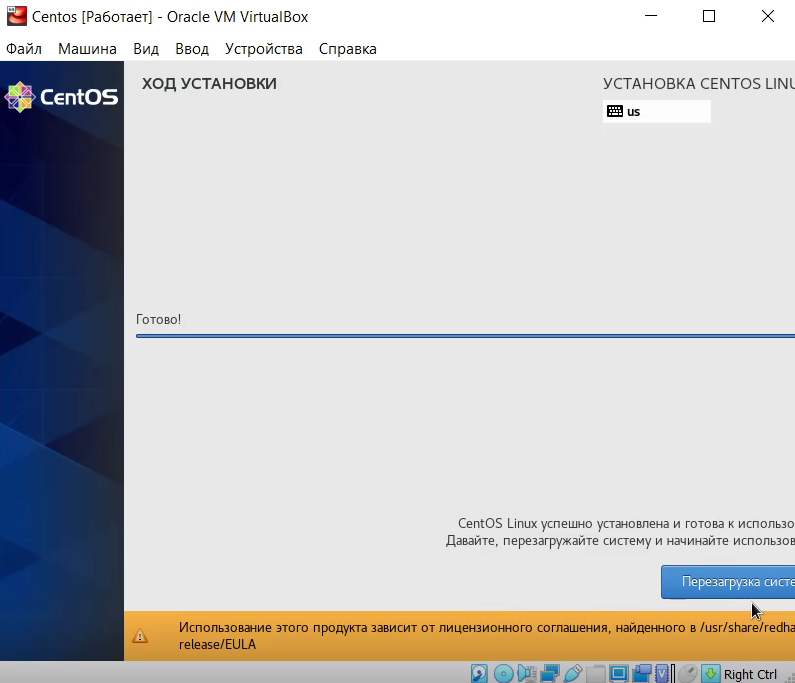 Centos [Работает] - Oracle VM VirtualBox
Файл Машина Вид Ввод Устройства Справка
CentOS
ХОД УСТАНОВКИ
УСТАНОВКА CENTOS LINU
us
Готово!
CentOS Linux успешно установлена и готова к использо
Давайте, перезагружайте систему и начинайте использов
Перезагрузка систе
Использование этого продукта зависит от лицензионного соглашения, найденного в /usr/share/redha
release/EULA
Right Ctrl